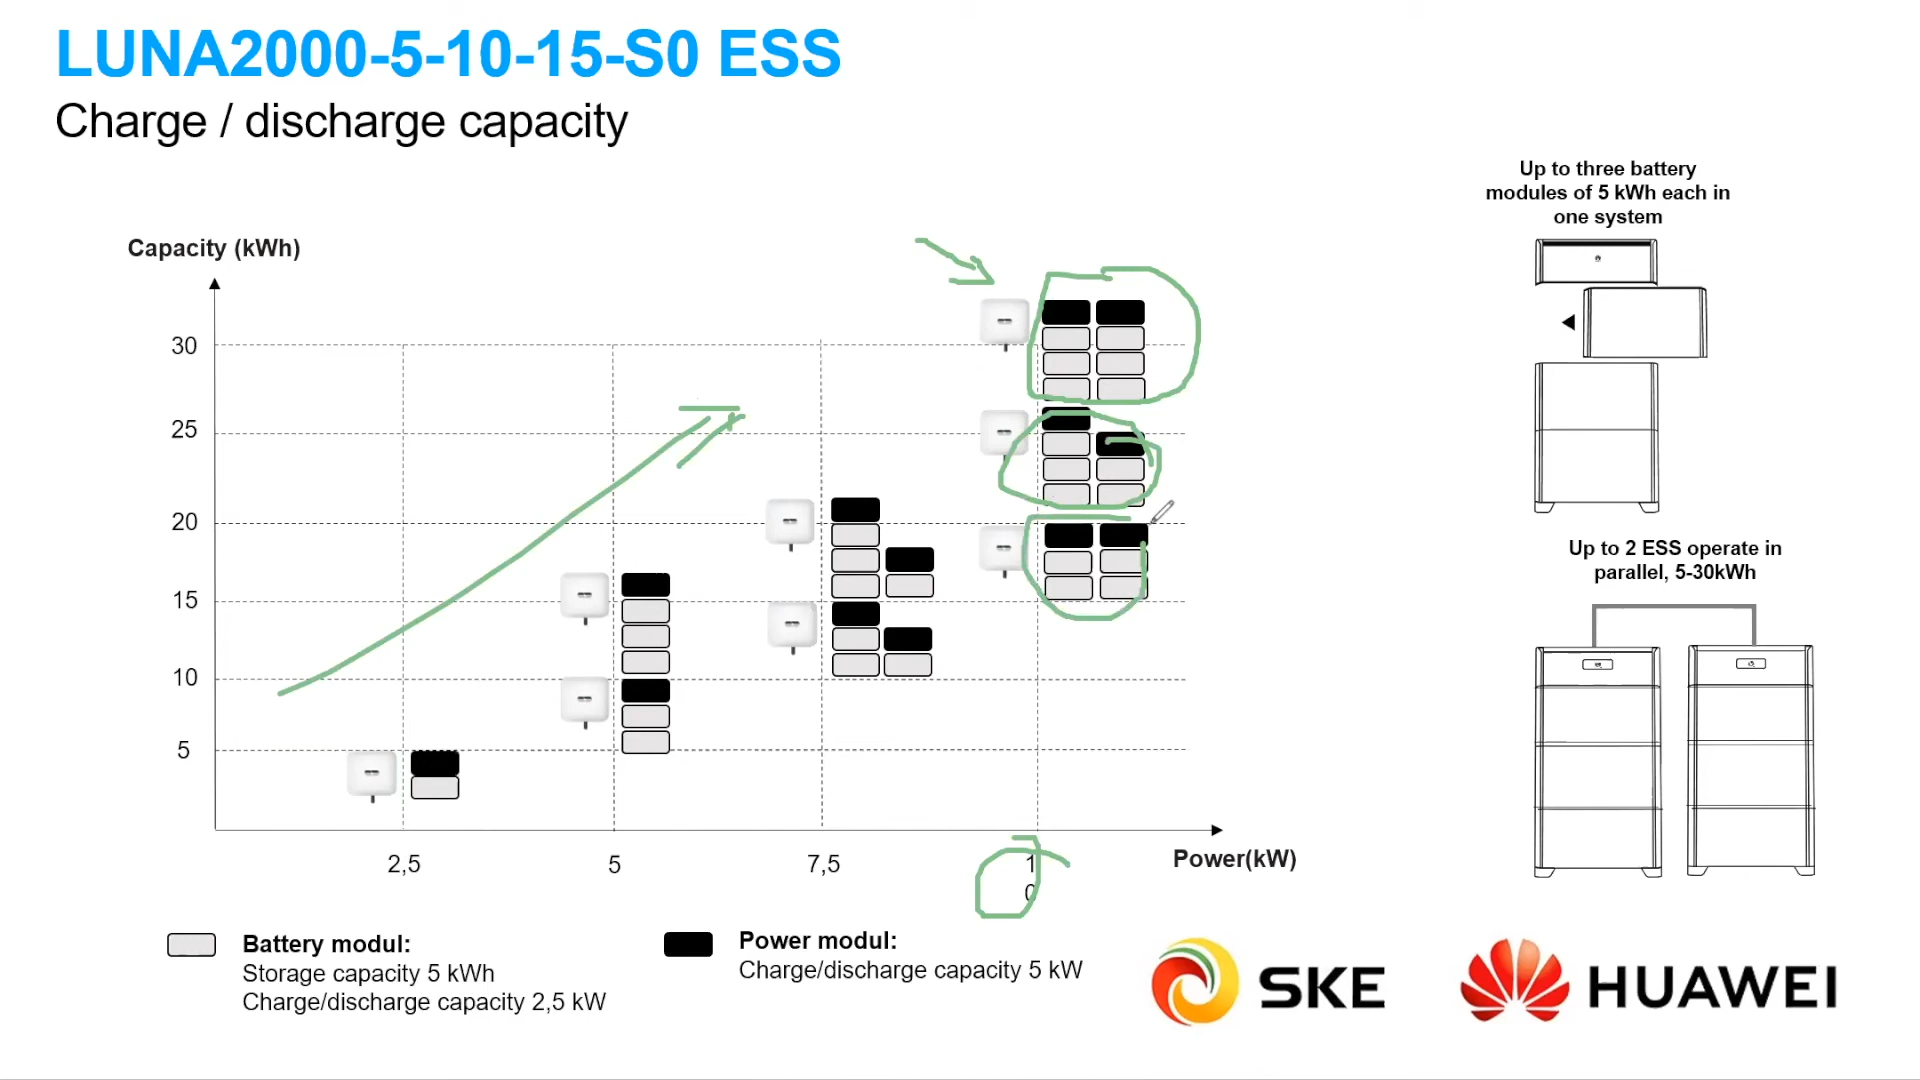 LUNA2000-5-10-15-S0 ESS
Charge / discharge capacity
Up to three battery
modules of 5 kWh each in
one system
Capacity (kWh)
30
25
20
15
10
5
2,5
5
7,5
1
0
Power(kW)
Up to 2 ESS operate in
parallel, 5-30kWh
Battery modul:
Storage capacity 5 kWh
Charge/discharge capacity 2,5 kW
Power modul:
Charge/discharge capacity 5 kW
SKE
HUAWEI